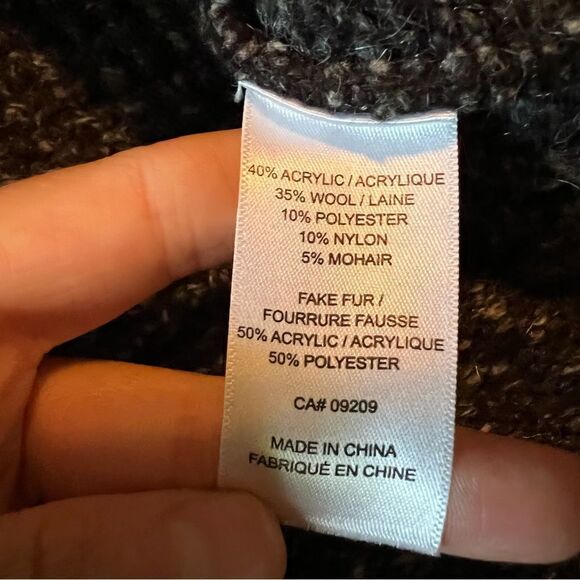 40% ACRYLIC / ACRYLIQUE
35% WOOL / LAINE
10% POLYESTER
10% NYLON
5% MOHAIR
FAKE FUR /
FOURRURE FAUSSE
50% ACRYLIC / ACRYLIQUE
50% POLYESTER
CA# 09209
MADE IN CHINA
FABRIQUÉ EN CHINE